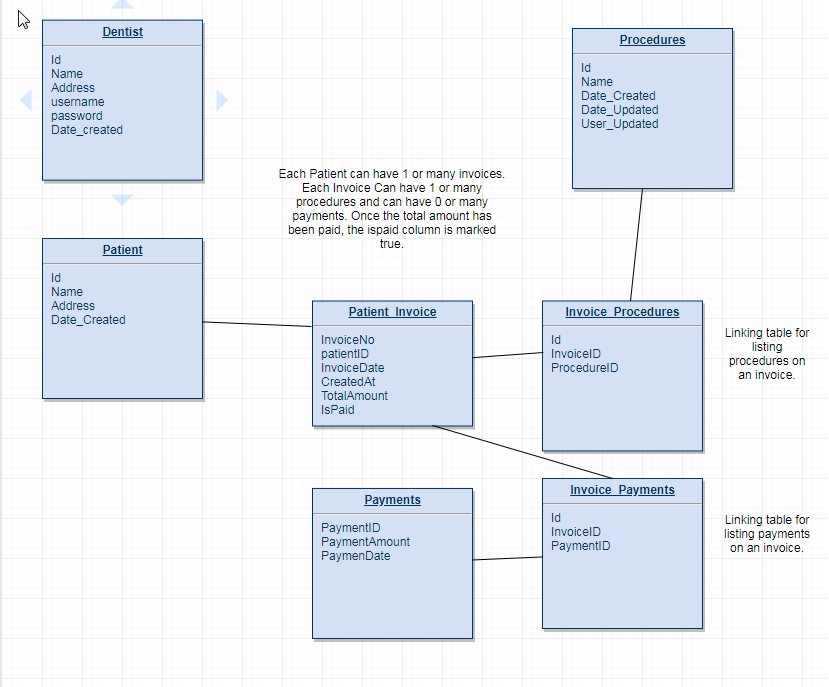 Dentist
Id
Name
Address
username
password
Date_created
Procedures
Id
Name
Date_Created
Date_Updated
User_Updated
Each Patient can have 1 or many invoices.
Each Invoice Can have 1 or many
procedures and can have 0 or many
payments. Once the total amount has
been paid, the ispaid column is marked
true.
Patient
Id
Name
Address
Date_Created
Patient_Invoice
InvoiceNo
patientID
InvoiceDate
CreatedAt
TotalAmount
IsPaid
Invoice_Procedures
Id
InvoiceID
ProcedureID
Linking table for
listing
procedures on
an invoice.
Payments
PaymentID
PaymentAmount
PaymenDate
Invoice_Payments
Id
InvoiceID
PaymentID
Linking table for
listing payments
on an invoice.